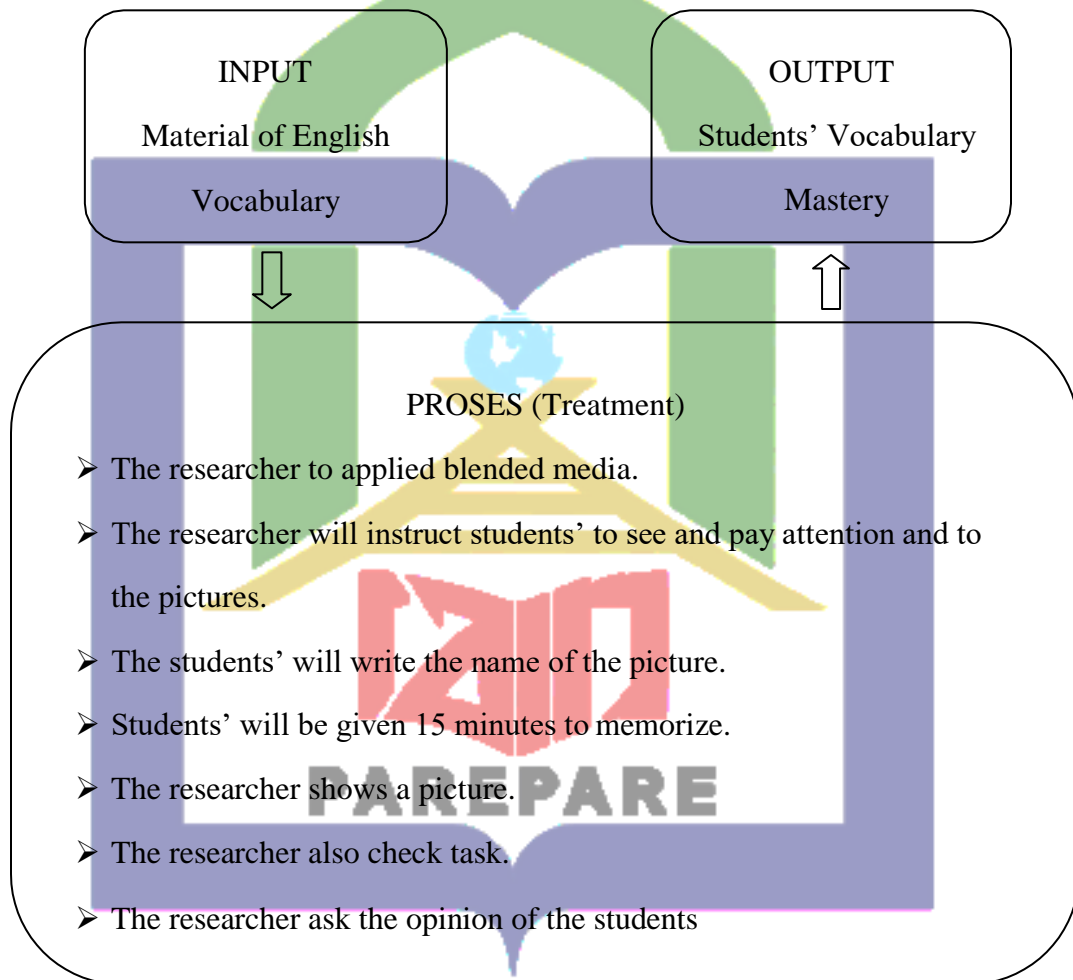 INPUT
Material of English
Vocabulary
OUTPUT
Students’ Vocabulary
Mastery
PROSES (Treatment)
➢ The researcher to applied blended media.
➢ The researcher will instruct students’ to see and pay attention and to
the pictures.
➢ The students’ will write the name of the picture.
➢ Students’ will be given 15 minutes to memorize.
➢ The researcher shows a picture.
➢ The researcher also check task.
➢ The researcher ask the opinion of the students
IAIN
PAREPARE